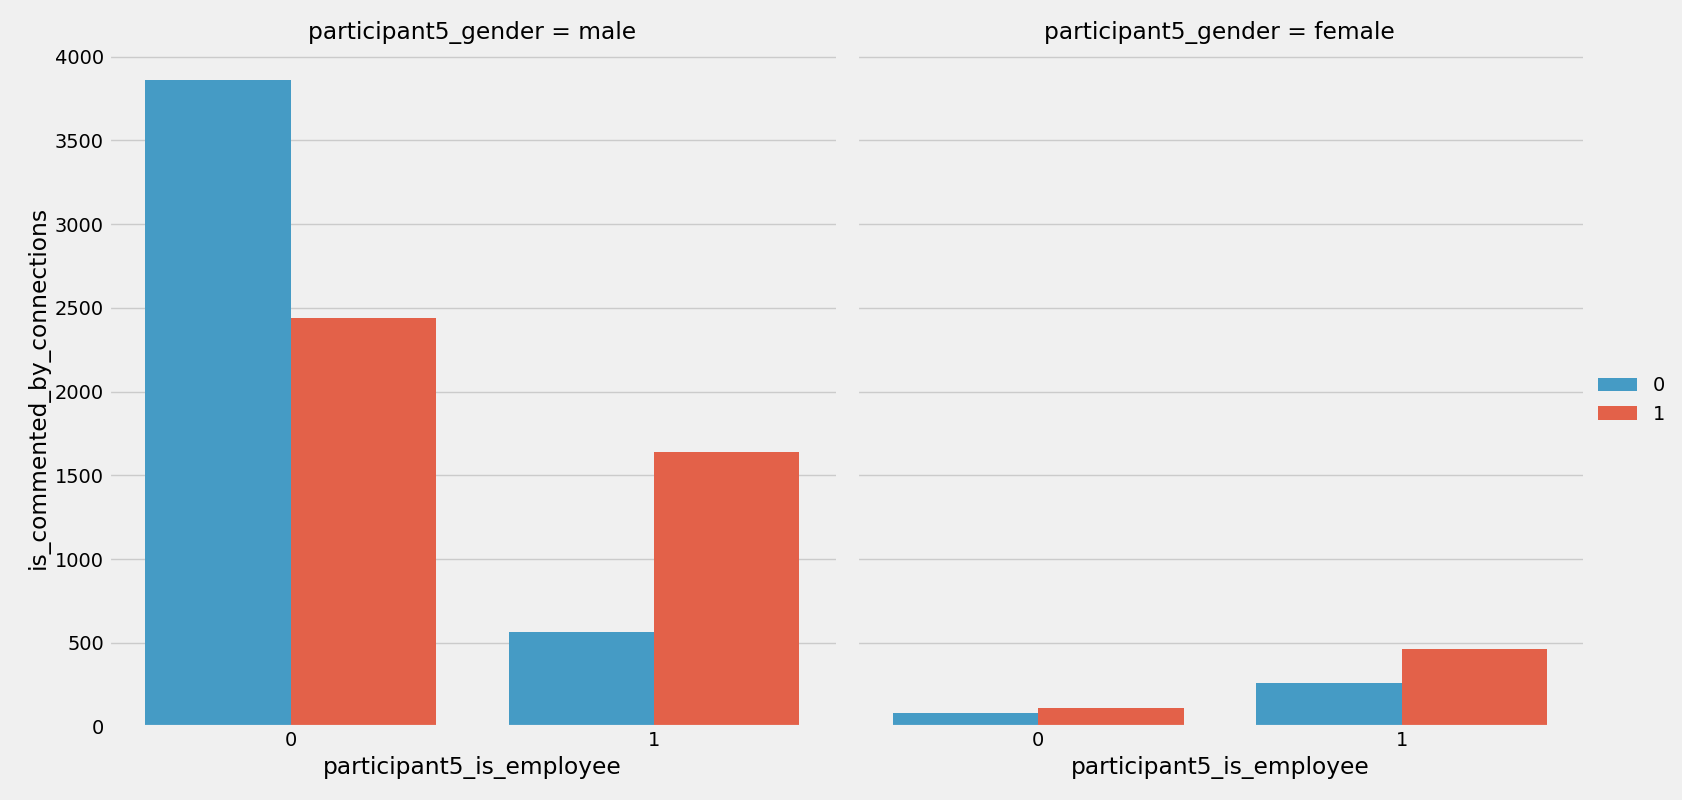 participant5_gender = male
participant5_gender = female
is_commented_by_connections
4000
3500
3000
2500
2000
1500
1000
500
0
0 1
participant5_is_employee
0 1
participant5_is_employee
0
1